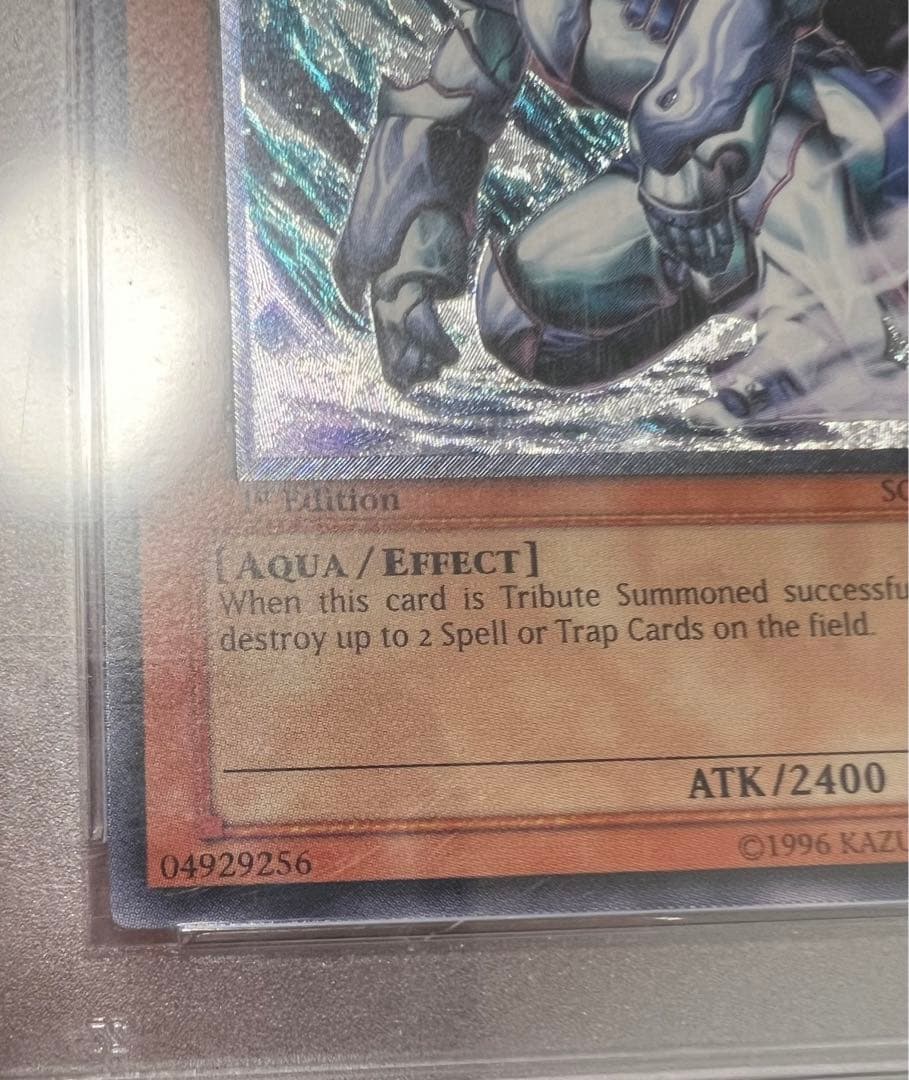 1st Edition
[AQUA / EFFECT]
When this card is Tribute Summoned successfu
destroy up to 2 Spell or Trap Cards on the field.
ATK/2400
©1996 KAZU
04929256